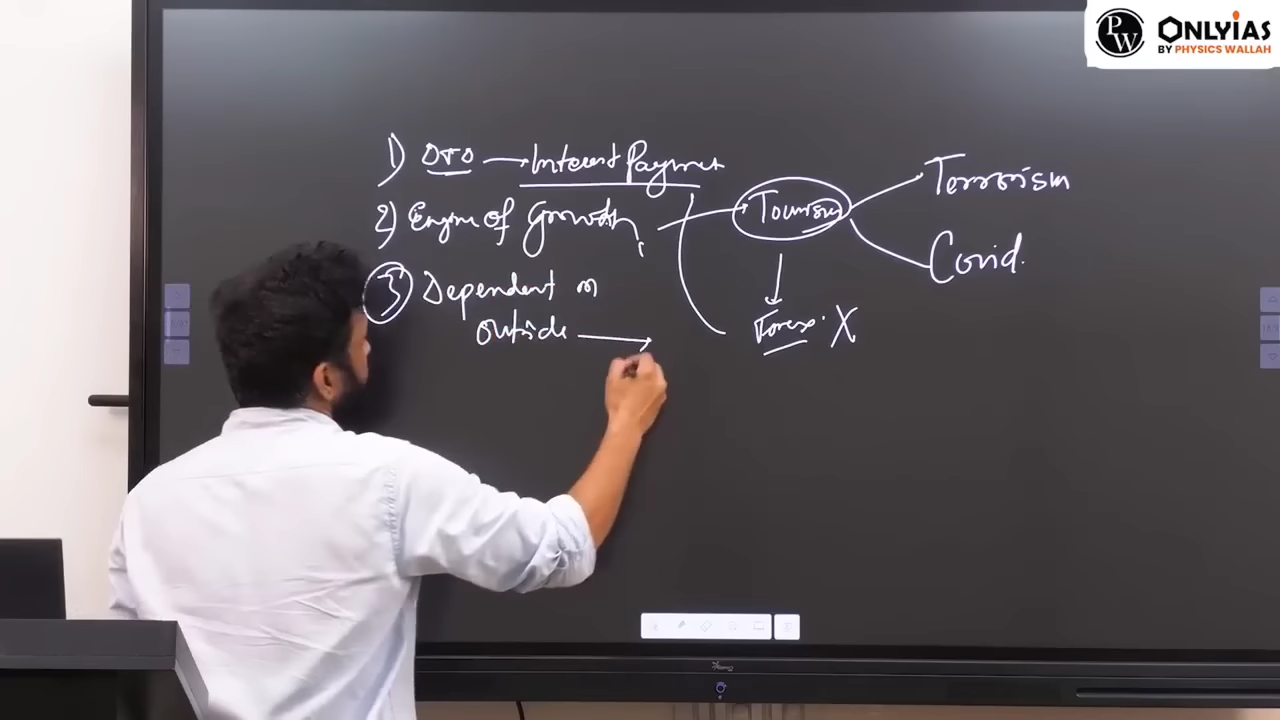 PW ONLYIAS
BY PHYSICS WALLAH
1) → Interest Payment
2) Engine of Growth → Tourism
Terrorism
Covid.
3) Dependent on
outside →
Forex. X